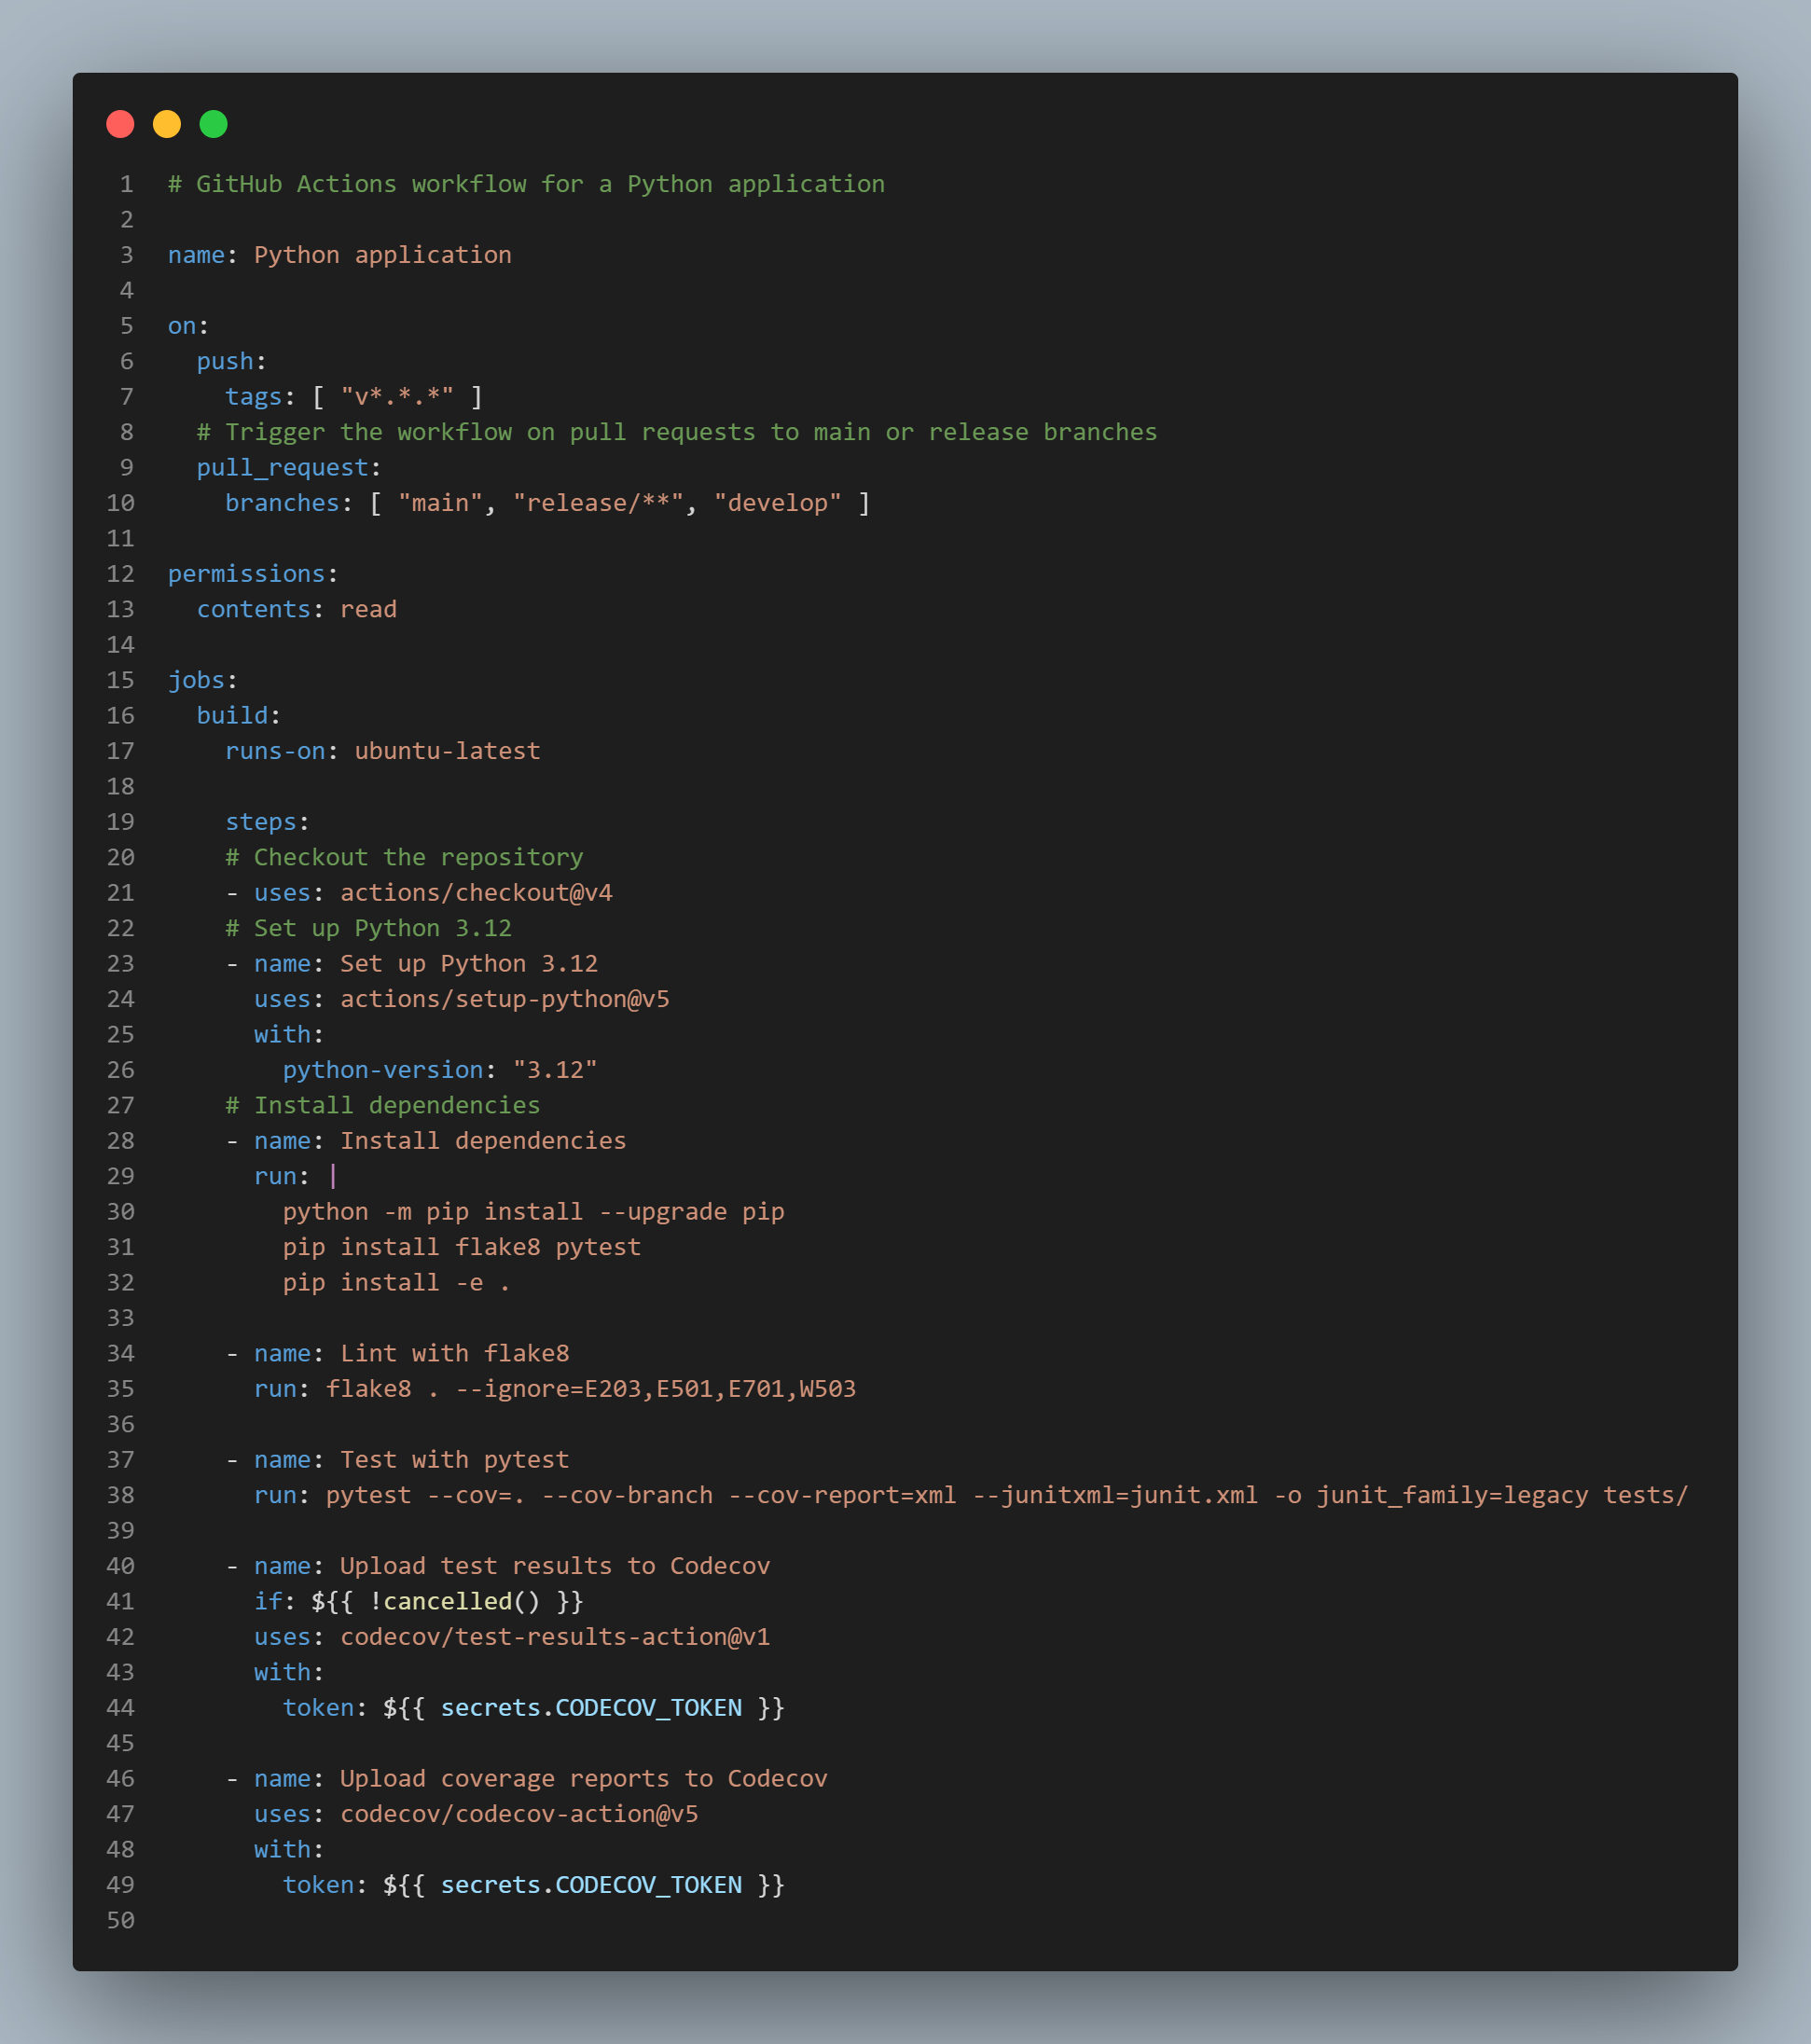 1 # GitHub Actions workflow for a Python application
2
3 name: Python application
4
5 on:
6   push:
7     tags: [ "v*.*.*" ]
8   # Trigger the workflow on pull requests to main or release branches
9   pull_request:
10     branches: [ "main", "release/**", "develop" ]
11
12 permissions:
13   contents: read
14
15 jobs:
16   build:
17     runs-on: ubuntu-latest
18
19     steps:
20     # Checkout the repository
21     - uses: actions/checkout@v4
22     # Set up Python 3.12
23     - name: Set up Python 3.12
24       uses: actions/setup-python@v5
25       with:
26         python-version: "3.12"
27     # Install dependencies
28     - name: Install dependencies
29       run: |
30         python -m pip install --upgrade pip
31         pip install flake8 pytest
32         pip install -e .
33
34     - name: Lint with flake8
35       run: flake8 . --ignore=E203,E501,E701,W503
36
37     - name: Test with pytest
38       run: pytest --cov=. --cov-branch --cov-report=xml --junitxml=junit.xml -o junit_family=legacy tests/
39
40     - name: Upload test results to Codecov
41       if: ${{ !cancelled() }}
42       uses: codecov/test-results-action@v1
43       with:
44         token: ${{ secrets.CODECOV_TOKEN }}
45
46     - name: Upload coverage reports to Codecov
47       uses: codecov/codecov-action@v5
48       with:
49         token: ${{ secrets.CODECOV_TOKEN }}
50